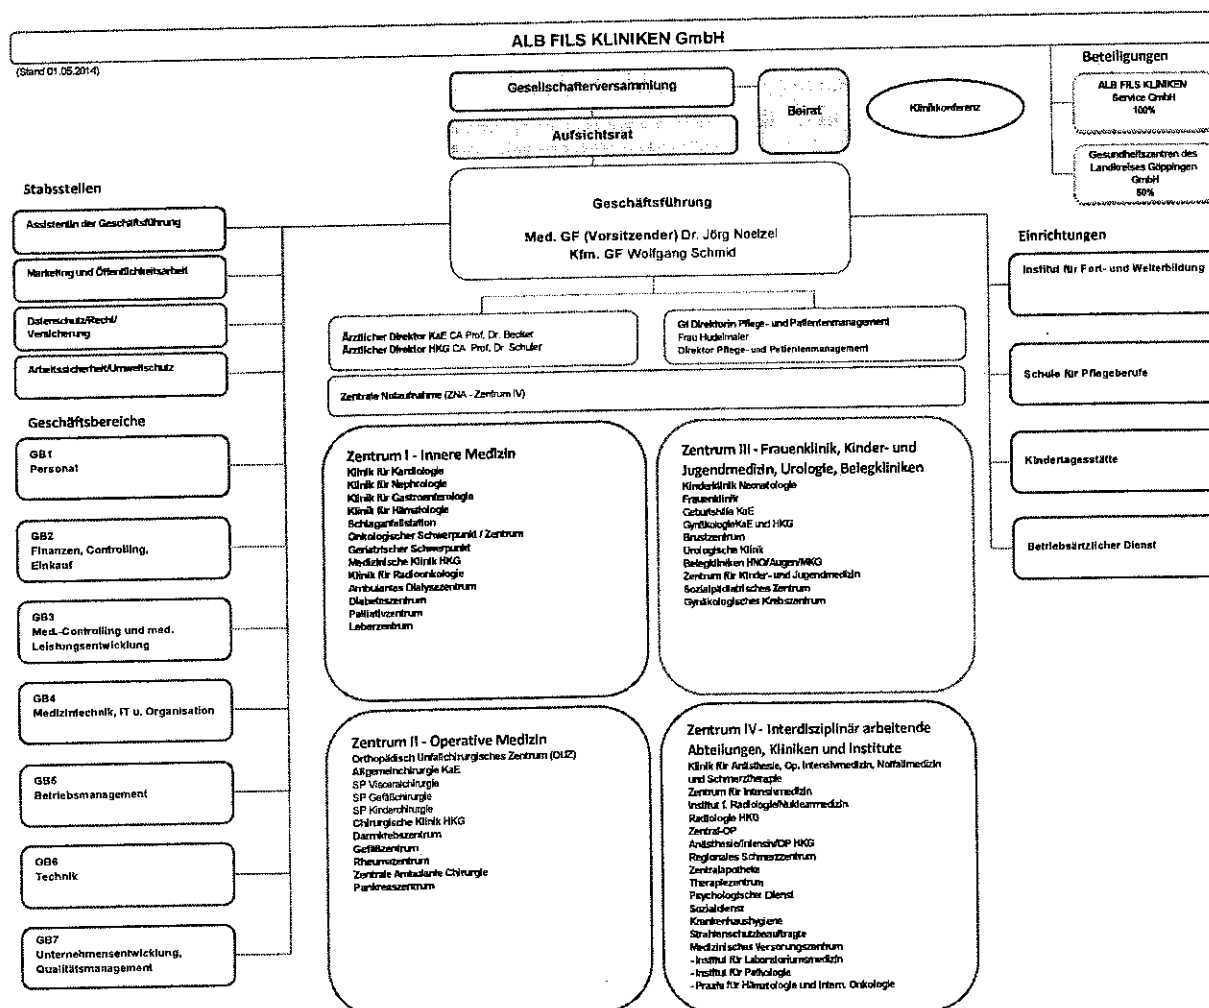 ALB FILS KLINIKEN GmbH
(Stand 01.05.2014)
Gesellschafterversammlung
Beirat
Klinikkonferenz
Aufsichtsrat
Beteiligungen
ALB FILS KLINIKEN
Service GmbH
100%
Gesundheitszentren des
Landkreises Göppingen
GmbH
50%
Geschäftsführung
Med. GF (Vorsitzender) Dr. Jörg Noetzel
Kfm. GF Wolfgang Schmid
Stabsstellen
Assistent/in der Geschäftsführung
Marketing und Öffentlichkeitsarbeit
Datenschutz/Recht/
Versicherung
Arbeitssicherheit/Umweltschutz
Geschäftsbereiche
GB1
Personal
GB2
Finanzen, Controlling,
Einkauf
GB3
Med.-Controlling und med.
Leistungsentwicklung
GB4
Medizintechnik, IT u. Organisation
GB5
Betriebsmanagement
GB6
Technik
GB7
Unternehmensentwicklung,
Qualitätsmanagement
Ärztlicher Direktor KaE CA Prof. Dr. Becker
Ärztlicher Direktor HKG CA Prof. Dr. Schuler
Gf Direktorin Pflege- und Patientenmanagement
Frau Hudelmaier
Direktor Pflege- und Patientenmanagement
Zentrale Notaufnahme (ZNA - Zentrum IV)
Zentrum I - Innere Medizin
Klinik für Kardiologie
Klinik für Nephrologie
Klinik für Gastroenterologie
Klinik für Hämatologie
Schlaganfallstation
Onkologischer Schwerpunkt / Zentrum
Geriatrischer Schwerpunkt
Medizinische Klinik HKG
Klinik für Radioonkologie
Ambulantes Dialysezentrum
Diabeteszentrum
Palliativzentrum
Leberzentrum
Zentrum III - Frauenklinik, Kinder- und
Jugendmedizin, Urologie, Belegkliniken
Kinderklinik Neonatologie
Frauenklinik
Geburtshilfe KaE
Gynäkologie KaE und HKG
Brustzentrum
Urologische Klinik
Belegkliniken HNO/Augen/MKG
Zentrum für Kinder- und Jugendmedizin
Sozialpädiatrisches Zentrum
Gynäkologisches Krebszentrum
Zentrum II - Operative Medizin
Orthopädisch Unfallchirurgisches Zentrum (OUZ)
Allgemeinchirurgie KaE
SP Visceralchirurgie
SP Gefäßchirurgie
SP Kinderchirurgie
Chirurgische Klinik HKG
Darmkrebszentrum
Gefäßzentrum
Rheumazentrum
Zentrale Ambulante Chirurgie
Pankreaszentrum
Zentrum IV - Interdisziplinär arbeitende
Abteilungen, Kliniken und Institute
Klinik für Anästhesie, Op. Intensivmedizin, Notfallmedizin
und Schmerztherapie
Zentrum für Intensivmedizin
Institut f. Radiologie/Nuklearmedizin
Radiologie HKG
Zentral-OP
Anästhesie/Intensiv/OP HKG
Regionales Schmerzzentrum
Zentralapotheke
Therapiezentrum
Psychologischer Dienst
Sozialdienst
Krankenhaushygiene
Strahlenschutzbeauftragte
Medizinisches Versorungszentrum
- Institut für Laboratoriumsmedizin
- Institut für Pathologie
- Praxis für Hämatologie und Intern. Onkologie
Einrichtungen
Institut für Fort- und Weiterbildung
Schule für Pflegeberufe
Kindertagesstätte
Betriebsärztlicher Dienst